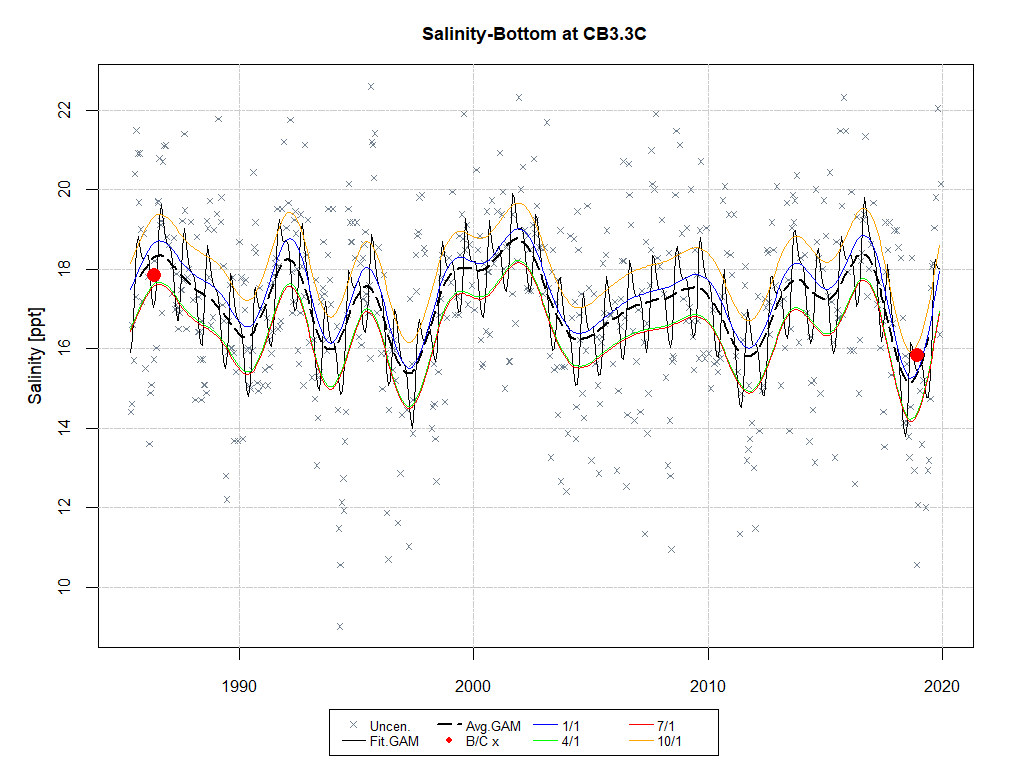 Salinity-Bottom at CB3.3C
Salinity [ppt]
22
20
18
16
14
12
10
1990 2000 2010 2020
Uncen. Avg.GAM 1/1 7/1
Fit.GAM B/C x 4/1 10/1